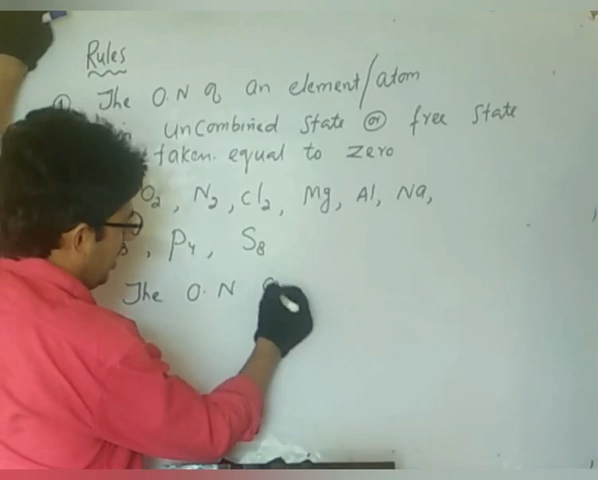 Rules
① The O.N of an element/atom
in uncombined state or free state
taken equal to zero
O₂, N₂, Cl₂, Mg, Al, Na,
, P₄, S₈
The O.N